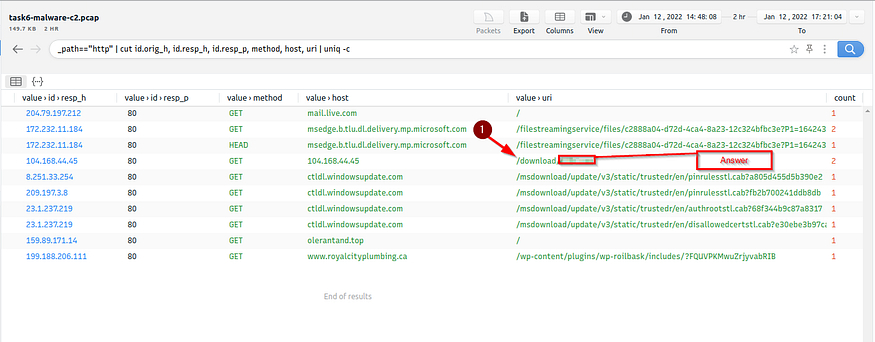 task6-malware-c2.pcap
149.7 KB 2 HR
Packets Export Columns View
Jan 12 , 2022 14:48:08 2 hr Jan 12 , 2022 17:21:04
From To
_path=="http" | cut id.orig_h, id.resp_h, id.resp_p, method, host, uri | uniq -c
value › id › resp_h value › id › resp_p value › method value › host value › uri count
204.79.197.212 80 GET mail.live.com / 1
172.232.11.184 80 GET msedge.b.tlu.dl.delivery.mp.microsoft.com /filestreamingservice/files/c2888a04-d72d-4ca4-8a23-12c324bfbc3e?P1=164243 2
172.232.11.184 80 HEAD msedge.b.tlu.dl.delivery.mp.microsoft.com /filestreamingservice/files/c2888a04-d72d-4ca4-8a23-12c324bfbc3e?P1=164243 1
1
104.168.44.45 80 GET 104.168.44.45 /download 2
Answer
8.251.33.254 80 GET ctldl.windowsupdate.com /msdownload/update/v3/static/trustedr/en/pinrulesstl.cab?a805d455d5b390e2 1
209.197.3.8 80 GET ctldl.windowsupdate.com /msdownload/update/v3/static/trustedr/en/pinrulesstl.cab?fb2b700241ddb8db 1
23.1.237.219 80 GET ctldl.windowsupdate.com /msdownload/update/v3/static/trustedr/en/authrootstl.cab?68f344b9c87a8317 1
23.1.237.219 80 GET ctldl.windowsupdate.com /msdownload/update/v3/static/trustedr/en/disallowedcertstl.cab?e30ebe3b97ca 1
159.89.171.14 80 GET olerantand.top / 1
199.188.206.111 80 GET www.royalcityplumbing.ca /wp-content/plugins/wp-roilbask/includes/?FQUVPKMwuZrjyvabRIB 1
End of results